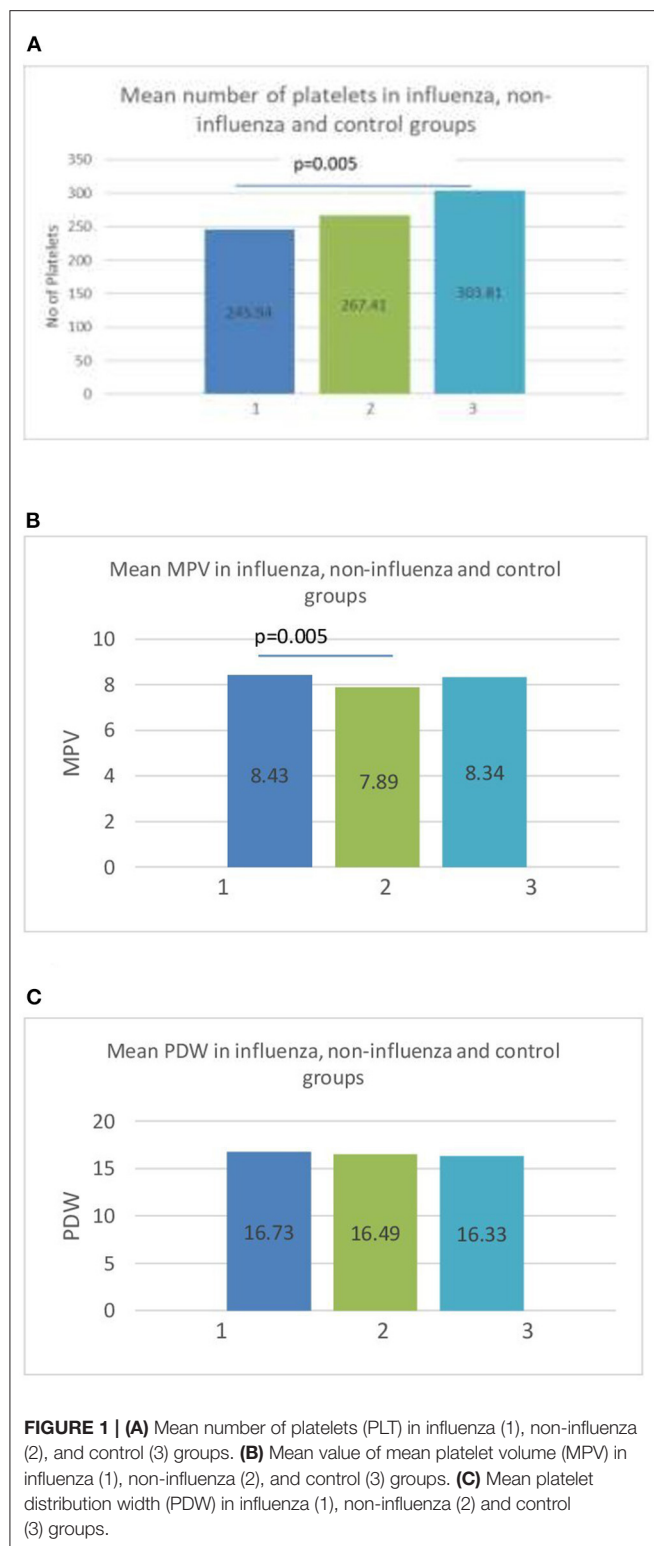 A
Mean number of platelets in influenza, non-
influenza and control groups
p=0.005
350
300
250
200
150
100
50
0
No of Platelets
245.94
267.41
303.81
1 2 3
B
Mean MPV in influenza, non-influenza and control
groups
p=0.005
10
8
6
4
2
0
MPV
8.43
7.89
8.34
1 2 3
C
Mean PDW in influenza, non-influenza and control
groups
20
15
10
5
0
PDW
16.73
16.49
16.33
1 2 3
FIGURE 1 | (A) Mean number of platelets (PLT) in influenza (1), non-influenza
(2), and control (3) groups. (B) Mean value of mean platelet volume (MPV) in
influenza (1), non-influenza (2), and control (3) groups. (C) Mean platelet
distribution width (PDW) in influenza (1), non-influenza (2) and control
(3) groups.